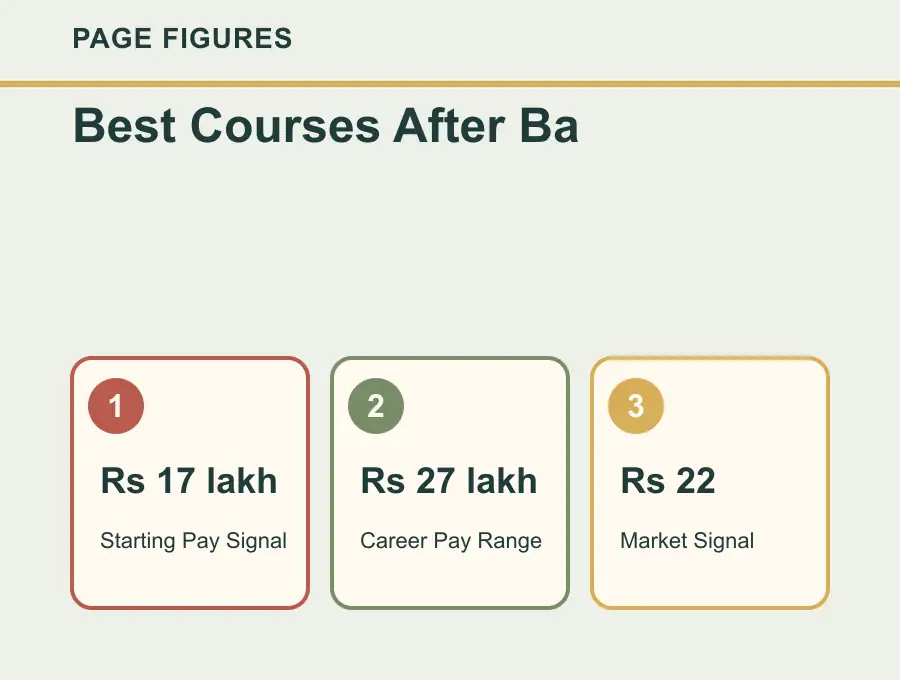 PAGE FIGURES
Best Courses After Ba
1
Rs 17 lakh
Starting Pay Signal
2
Rs 27 lakh
Career Pay Range
3
Rs 22
Market Signal